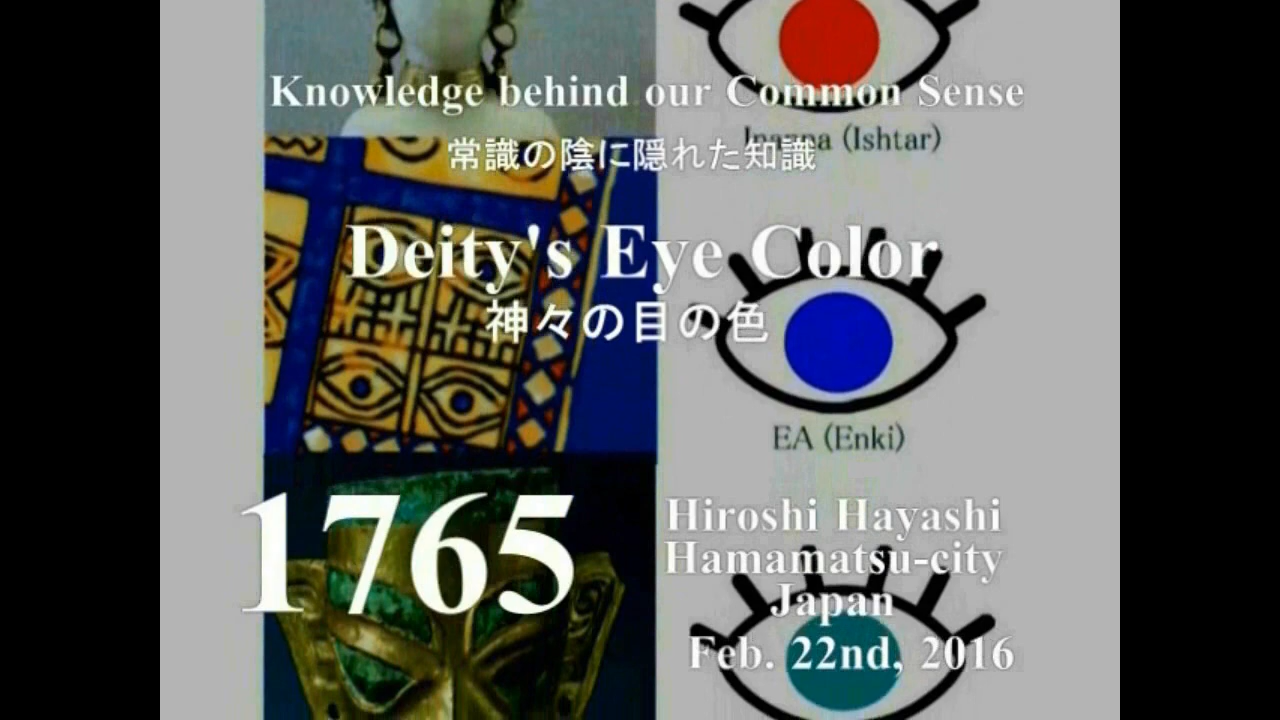 Knowledge behind our Common Sense
Inanna (Ishtar)
常識の陰に隠れた知識
Deity's Eye Color
神々の目の色
EA (Enki)
1765
Hiroshi Hayashi
Hamamatsu-city
Japan
Feb. 22nd, 2016